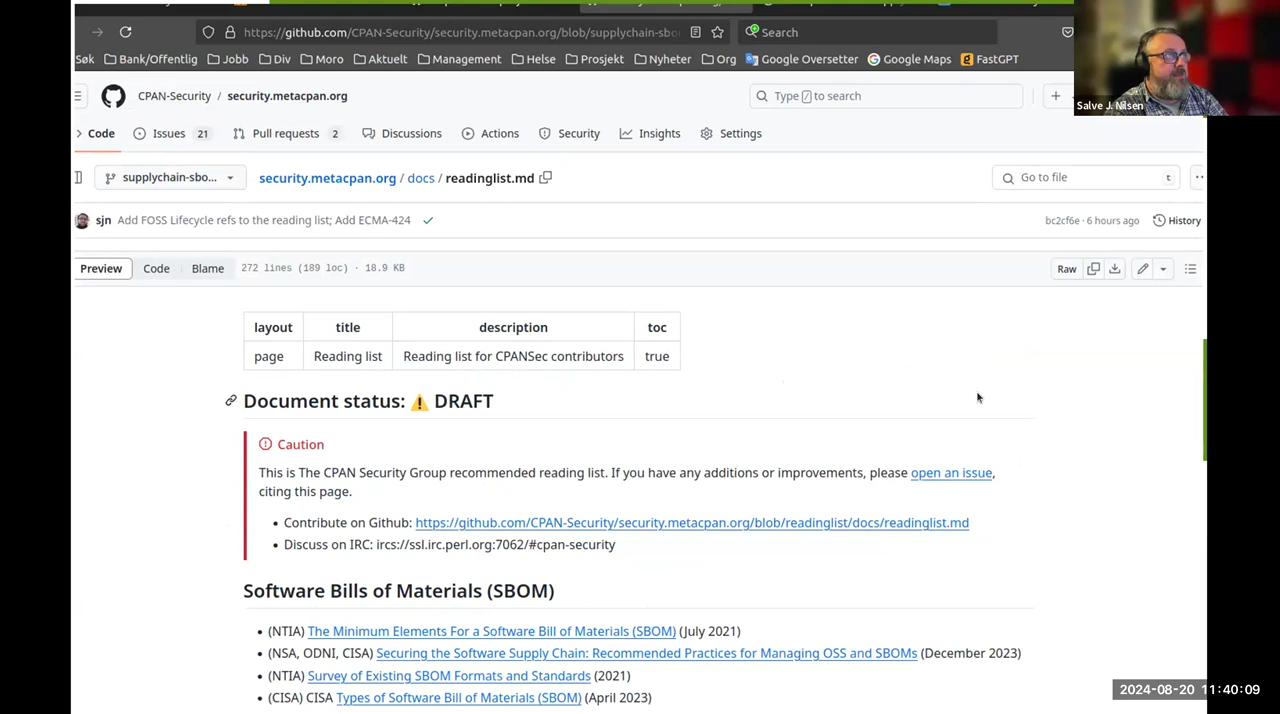 https://github.com/CPAN-Security/security.metacpan.org/blob/supplychain-sbo
Search
Søk Bank/Offentlig Jobb Div Moro Aktuelt Management Helse Prosjekt Nyheter Org Google Oversetter Google Maps FastGPT
Salve J. Nilsen
CPAN-Security / security.metacpan.org
Type / to search
Code Issues 21 Pull requests 2 Discussions Actions Security Insights Settings
supplychain-sbo... security.metacpan.org / docs / readinglist.md
Go to file t
sjn Add FOSS Lifecycle refs to the reading list; Add ECMA-424
bc2cf6e · 6 hours ago History
Preview Code Blame 272 lines (189 loc) · 18.9 KB
Raw
layout title description toc
page Reading list Reading list for CPANSec contributors true
Document status: ⚠️ DRAFT
Caution
This is The CPAN Security Group recommended reading list. If you have any additions or improvements, please open an issue,
citing this page.
• Contribute on Github: https://github.com/CPAN-Security/security.metacpan.org/blob/readinglist/docs/readinglist.md
• Discuss on IRC: ircs://ssl.irc.perl.org:7062/#cpan-security
Software Bills of Materials (SBOM)
• (NTIA) The Minimum Elements For a Software Bill of Materials (SBOM) (July 2021)
• (NSA, ODNI, CISA) Securing the Software Supply Chain: Recommended Practices for Managing OSS and SBOMs (December 2023)
• (NTIA) Survey of Existing SBOM Formats and Standards (2021)
• (CISA) CISA Types of Software Bill of Materials (SBOM) (April 2023)
2024-08-20 11:40:09